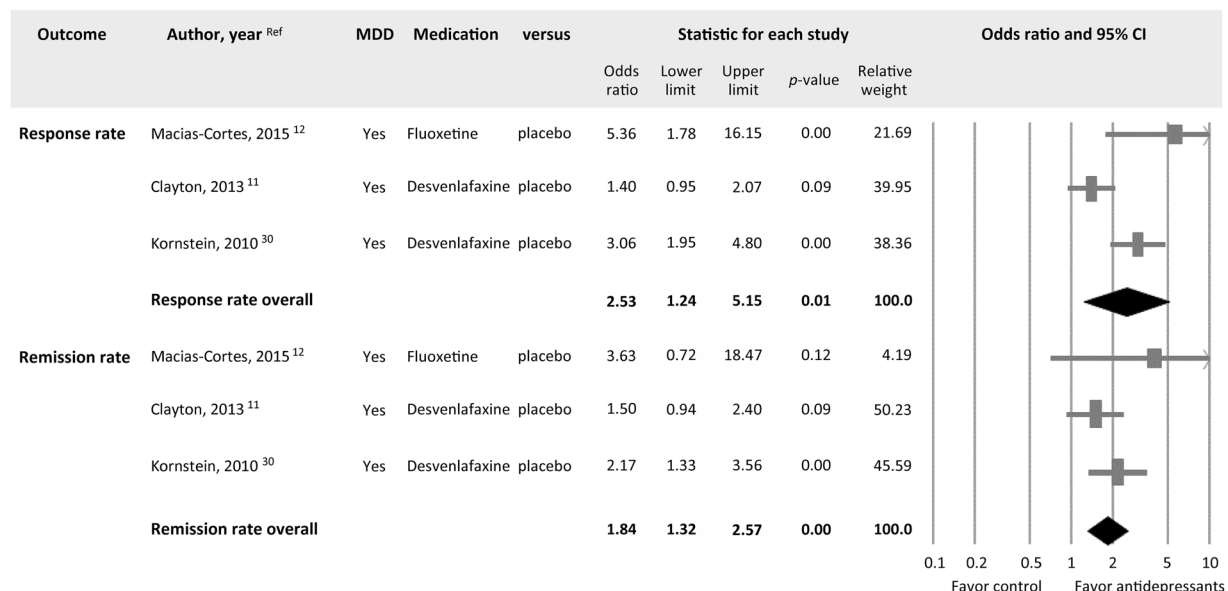 Outcome Author, year Ref MDD Medication versus Statistic for each study Odds ratio and 95% CI
Odds ratio Lower limit Upper limit p-value Relative weight
Response rate Macias-Cortes, 2015 12 Yes Fluoxetine placebo 5.36 1.78 16.15 0.00 21.69
Clayton, 2013 11 Yes Desvenlafaxine placebo 1.40 0.95 2.07 0.09 39.95
Kornstein, 2010 30 Yes Desvenlafaxine placebo 3.06 1.95 4.80 0.00 38.36
Response rate overall 2.53 1.24 5.15 0.01 100.0
Remission rate Macias-Cortes, 2015 12 Yes Fluoxetine placebo 3.63 0.72 18.47 0.12 4.19
Clayton, 2013 11 Yes Desvenlafaxine placebo 1.50 0.94 2.40 0.09 50.23
Kornstein, 2010 30 Yes Desvenlafaxine placebo 2.17 1.33 3.56 0.00 45.59
Remission rate overall 1.84 1.32 2.57 0.00 100.0
0.1 0.2 0.5 1 2 5 10
Favor control Favor antidepressants